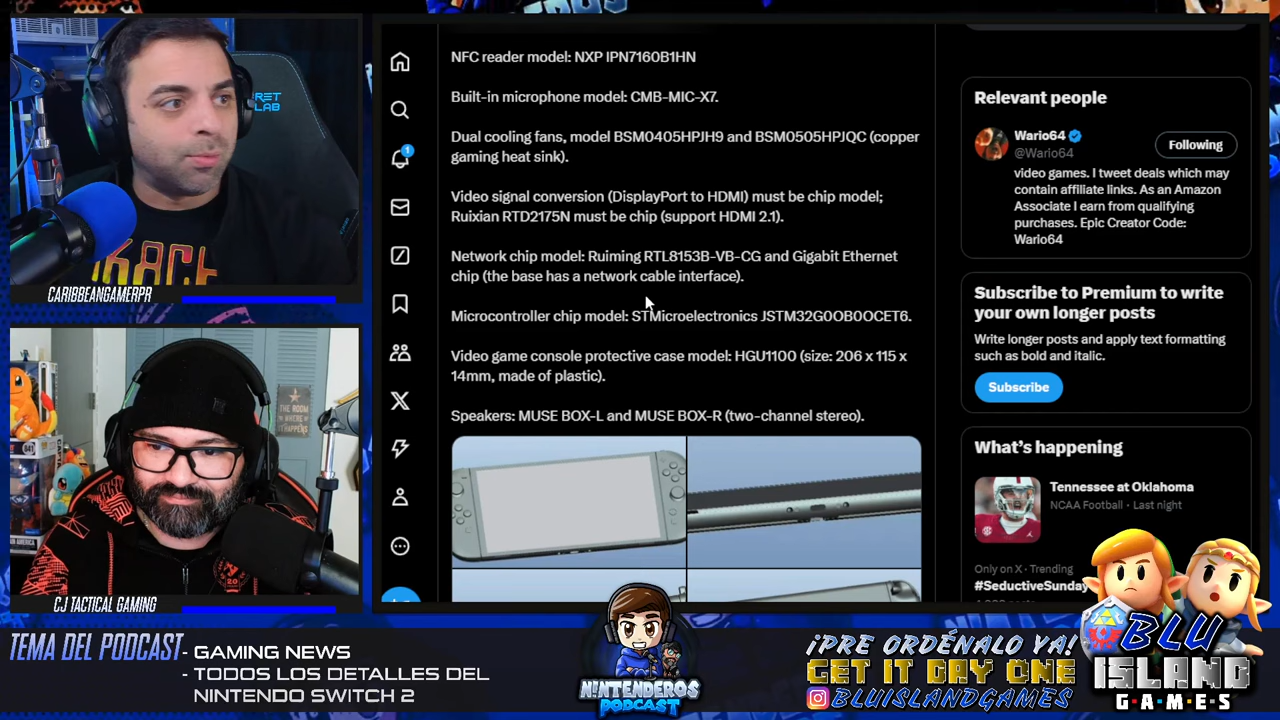 RET
LAB
CARIBBEANGAMERPR
THE ROOM
WHERE IT
HAPPENS
CJ TACTICAL GAMING
NFC reader model: NXP IPN7160B1HN
Built-in microphone model: CMB-MIC-X7.
Dual cooling fans, model BSM0405HPJH9 and BSM0505HPJQC (copper
gaming heat sink).
Video signal conversion (DisplayPort to HDMI) must be chip model;
Ruixian RTD2175N must be chip (support HDMI 2.1).
Network chip model: Ruiming RTL8153B-VB-CG and Gigabit Ethernet
chip (the base has a network cable interface).
Microcontroller chip model: STMicroelectronics JSTM32G0OB0OCET6.
Video game console protective case model: HGU1100 (size: 206 x 115 x
14mm, made of plastic).
Speakers: MUSE BOX-L and MUSE BOX-R (two-channel stereo).
1
Relevant people
Wario64
@Wario64
Following
video games. I tweet deals which may
contain affiliate links. As an Amazon
Associate I earn from qualifying
purchases. Epic Creator Code:
Wario64
Subscribe to Premium to write
your own longer posts
Write longer posts and apply text formatting
such as bold and italic.
Subscribe
What's happening
Tennessee at Oklahoma
NCAA Football · Last night
Only on X · Trending
#SeductiveSunday
TEMA DEL PODCAST
- GAMING NEWS
- TODOS LOS DETALLES DEL
NINTENDO SWITCH 2
NINTENDEROS
PODCAST
¡PRE ORDÉNALO YA!
GET IT DAY ONE
BLUISLANDGAMES
BLU
ISLAND
G·A·M·E·S